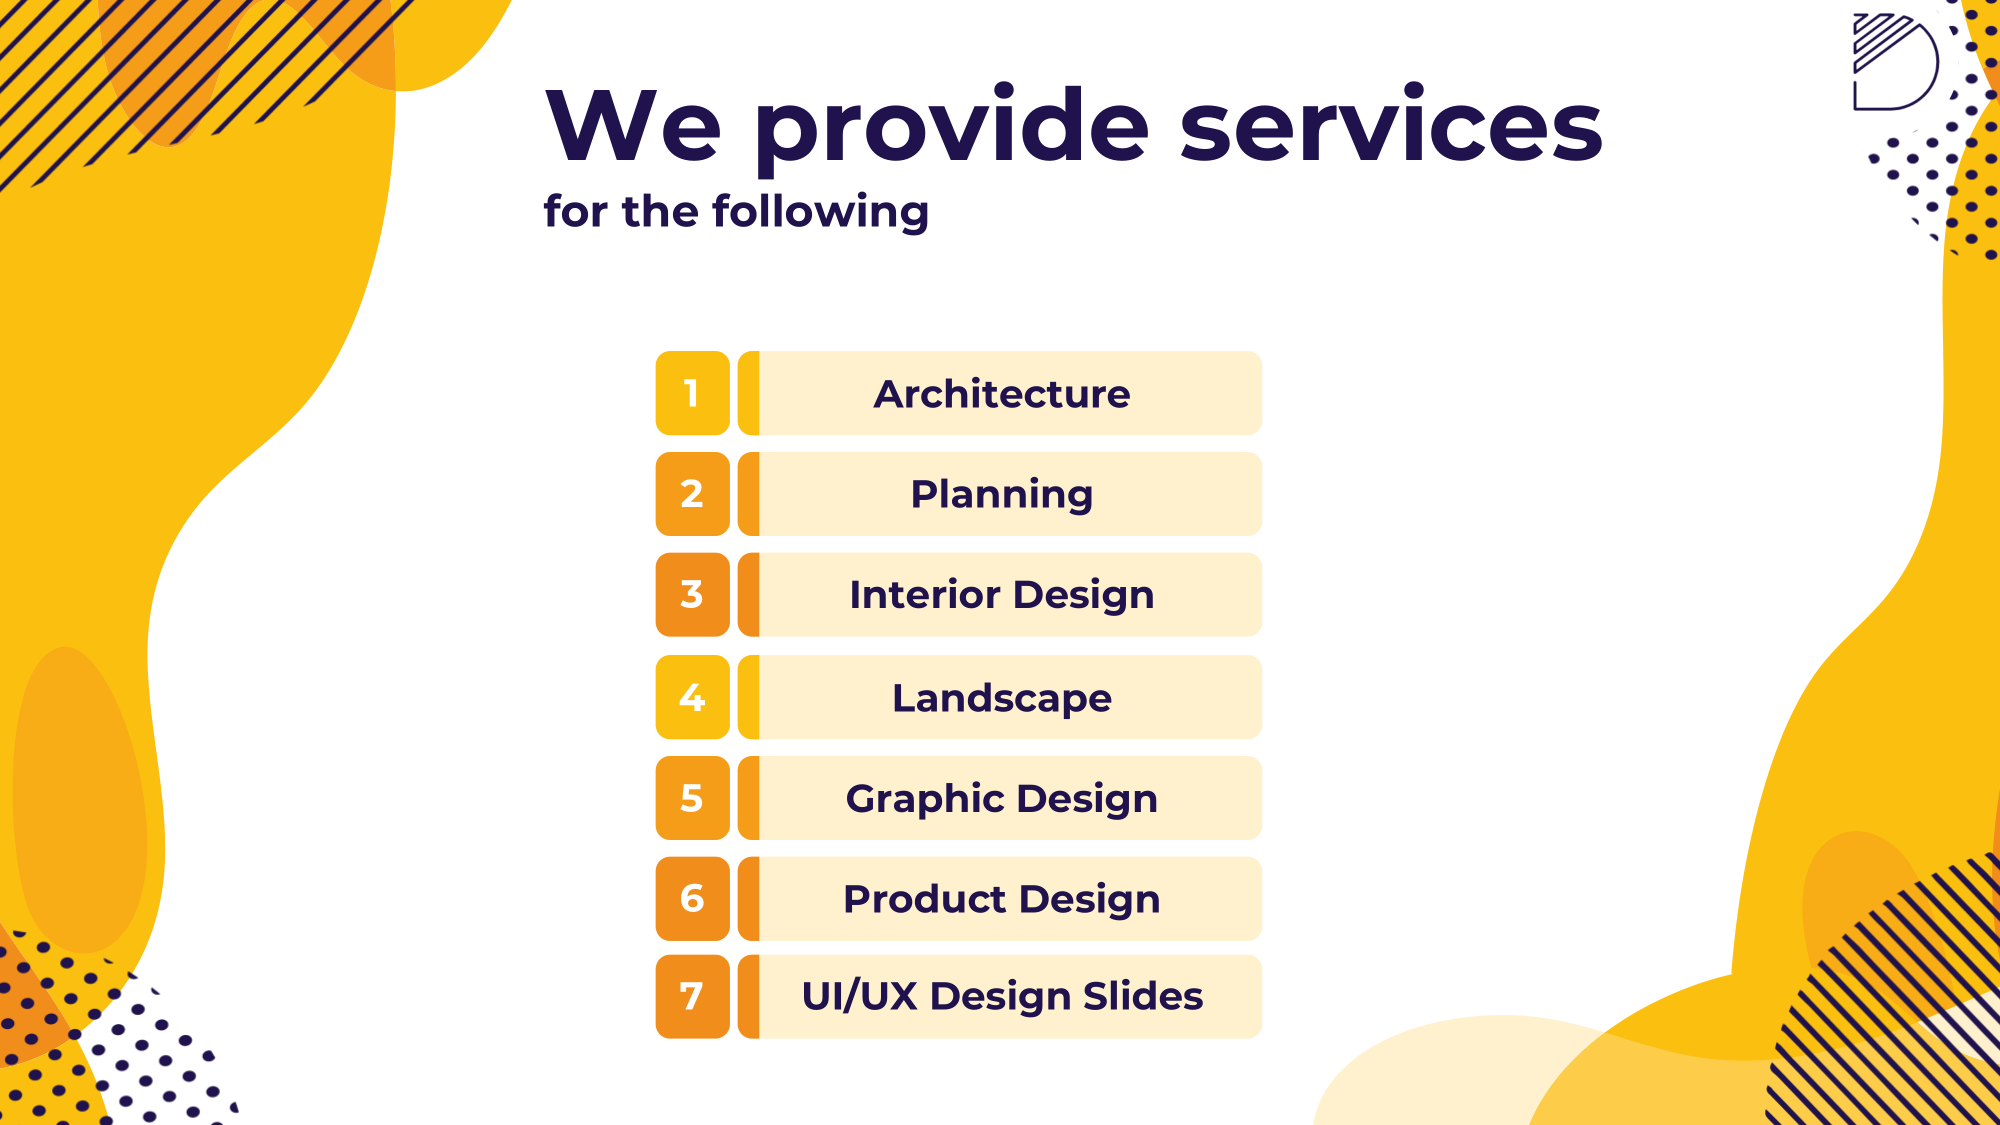 We provide services
for the following
1 Architecture
2 Planning
3 Interior Design
4 Landscape
5 Graphic Design
6 Product Design
7 UI/UX Design Slides